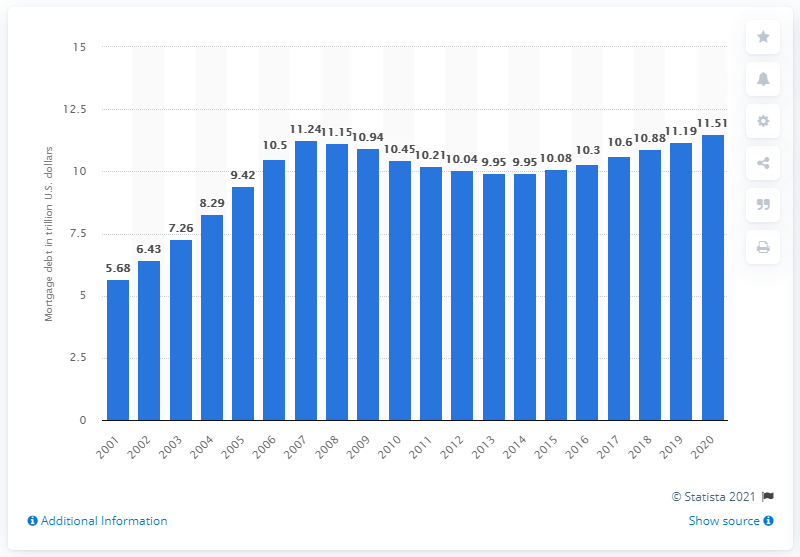 15
12.5
10.0
7.5
5
2.5
0
Mortgage debt in trillion U.S. dollars
5.68 6.43 7.26 8.29 9.42 10.5 11.24 11.15 10.94 10.45 10.21 10.04 9.95 9.95 10.08 10.3 10.6 10.88 11.19 11.51
2001 2002 2003 2004 2005 2006 2007 2008 2009 2010 2011 2012 2013 2014 2015 2016 2017 2018 2019 2020
© Statista 2021
Additional Information
Show source